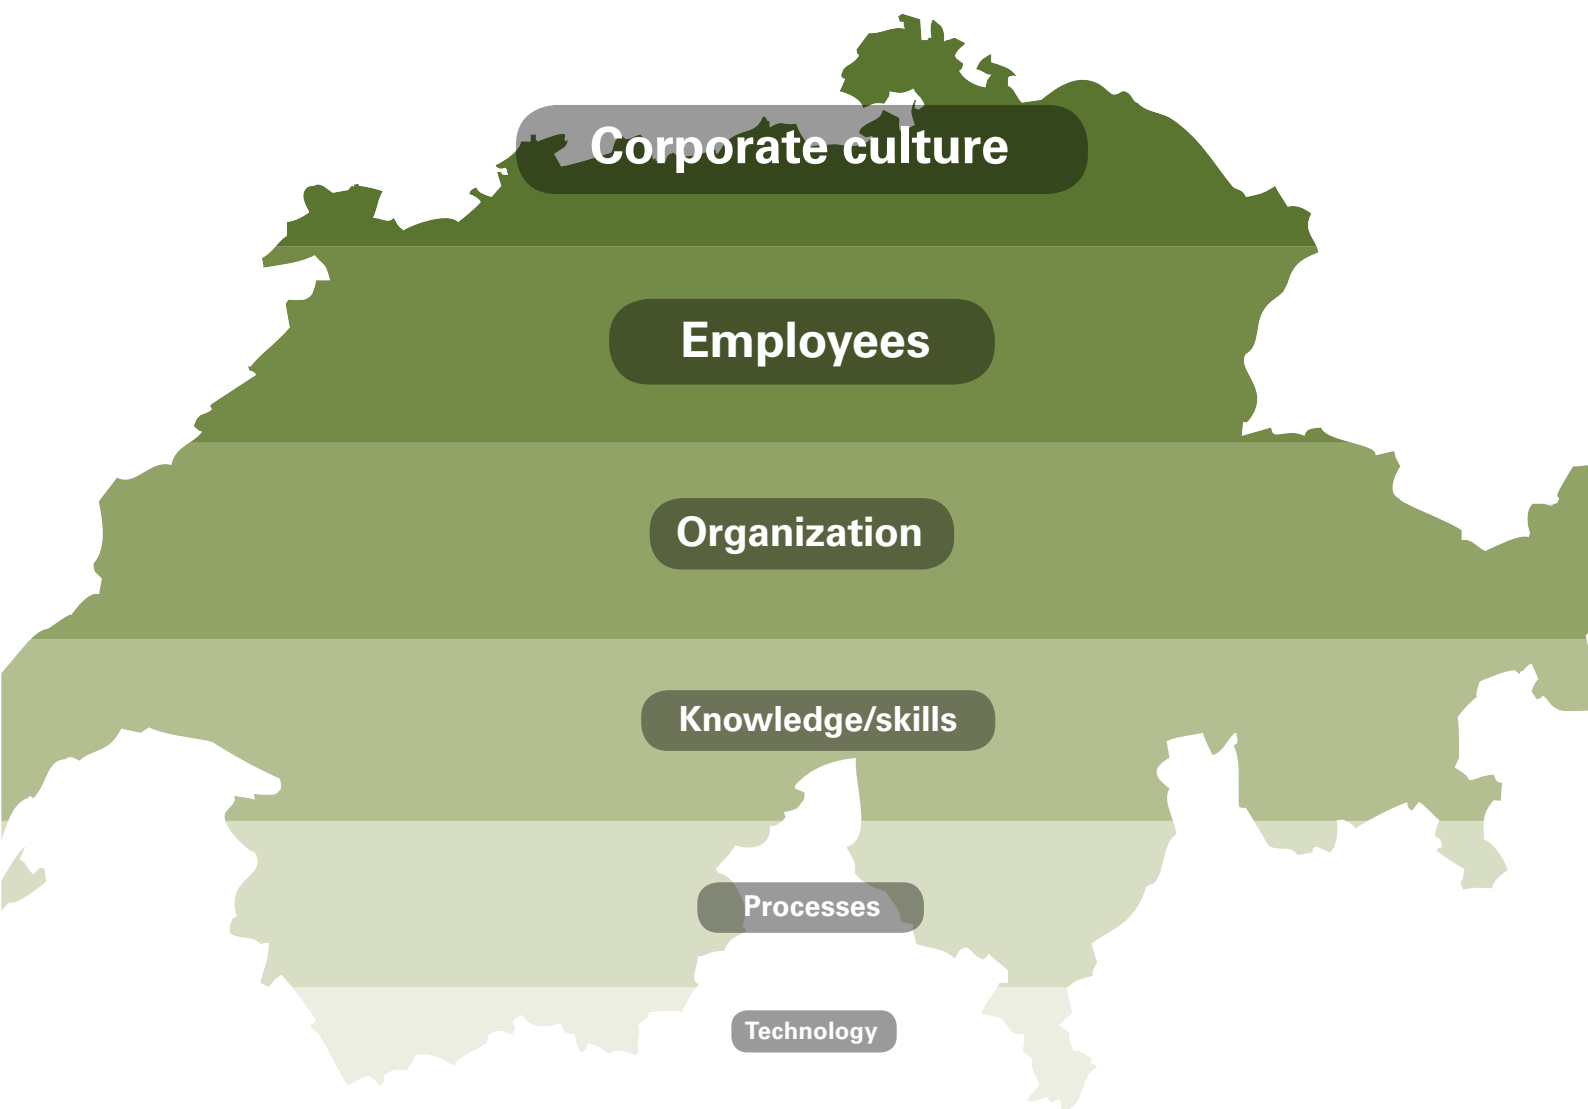 Corporate culture
Employees
Organization
Knowledge/skills
Processes
Technology